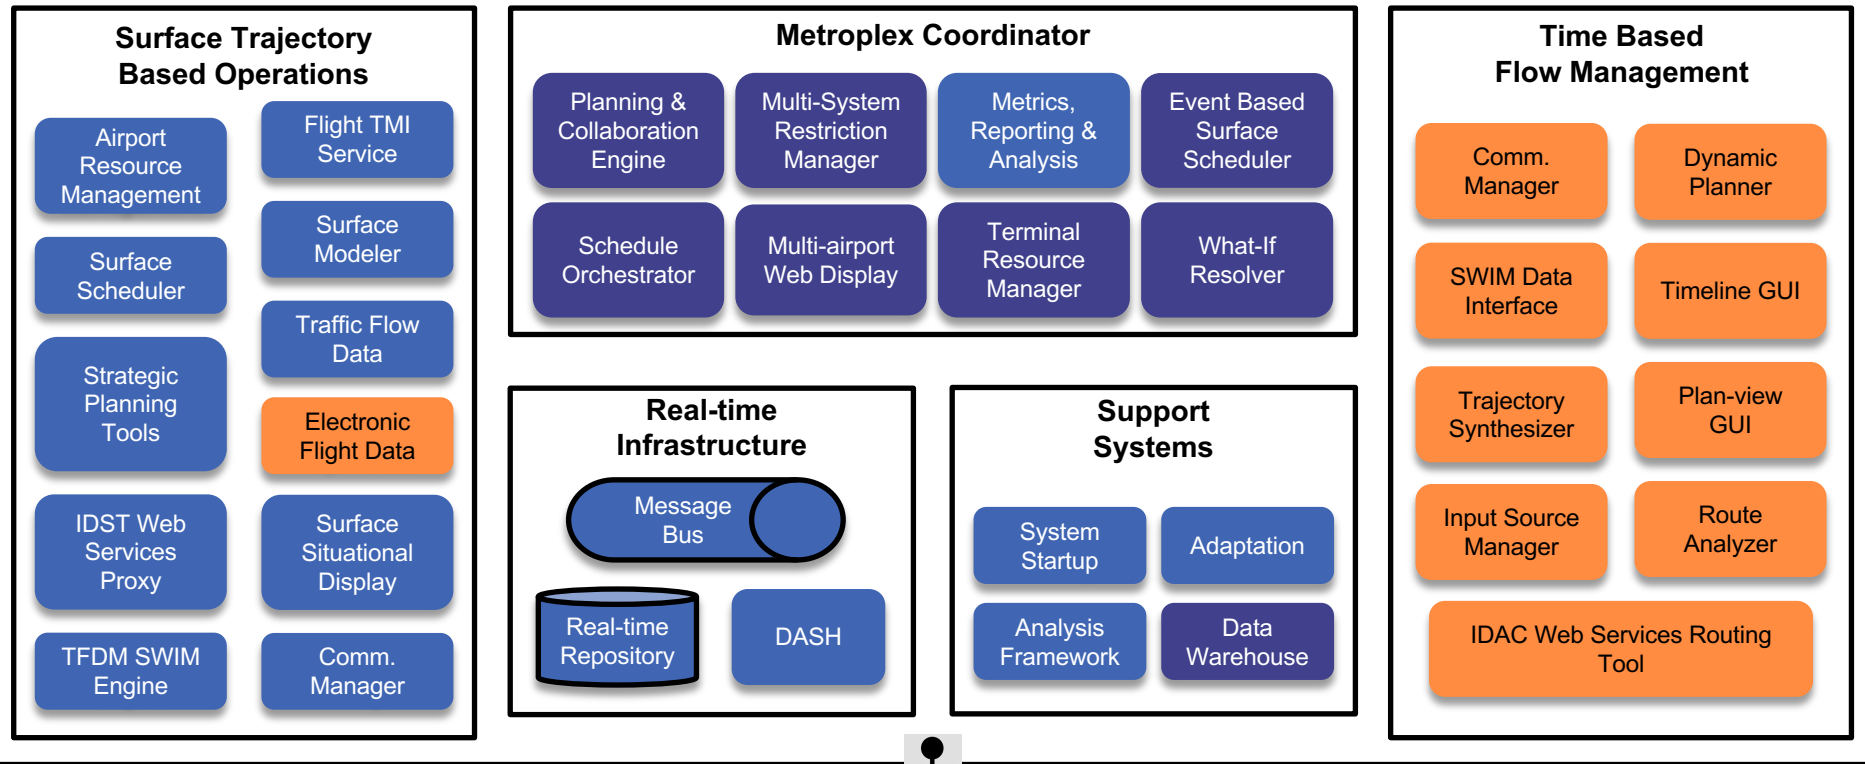 Surface Trajectory
Based Operations
Airport
Resource
Management
Flight TMI
Service
Surface
Scheduler
Surface
Modeler
Strategic
Planning
Tools
Traffic Flow
Data
Electronic
Flight Data
IDST Web
Services
Proxy
Surface
Situational
Display
TFDM SWIM
Engine
Comm.
Manager
Metroplex Coordinator
Planning &
Collaboration
Engine
Multi-System
Restriction
Manager
Metrics,
Reporting &
Analysis
Event Based
Surface
Scheduler
Schedule
Orchestrator
Multi-airport
Web Display
Terminal
Resource
Manager
What-If
Resolver
Real-time
Infrastructure
Message
Bus
Real-time
Repository
DASH
Support
Systems
System
Startup
Adaptation
Analysis
Framework
Data
Warehouse
Time Based
Flow Management
Comm.
Manager
Dynamic
Planner
SWIM Data
Interface
Timeline GUI
Trajectory
Synthesizer
Plan-view
GUI
Input Source
Manager
Route
Analyzer
IDAC Web Services Routing
Tool